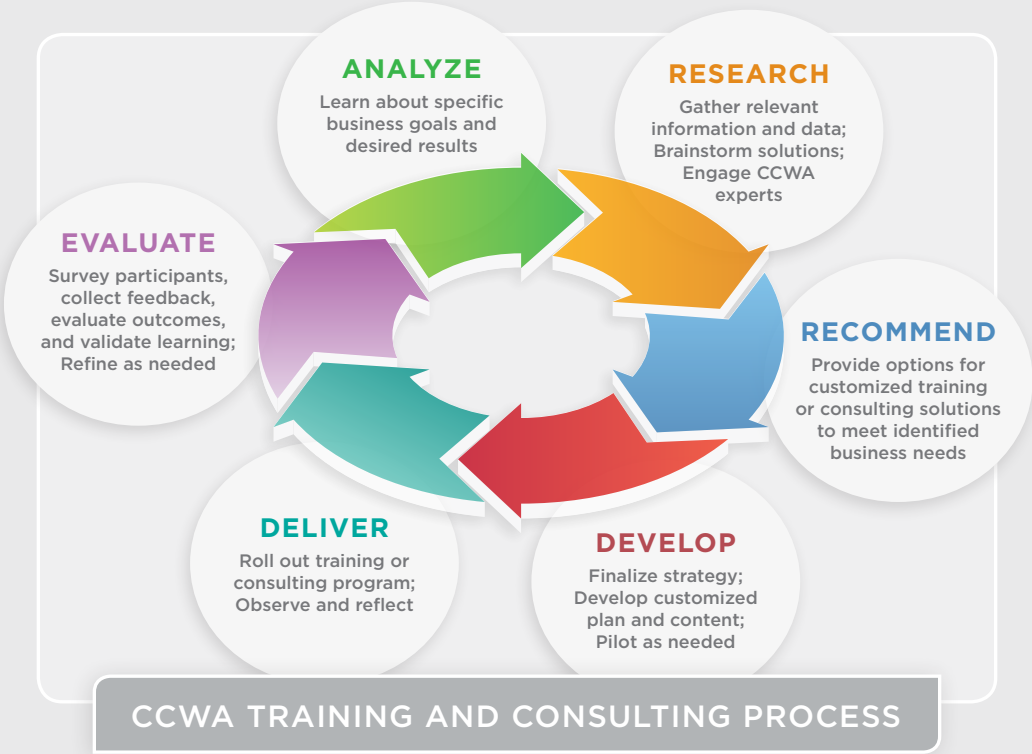 ANALYZE
Learn about specific
business goals and
desired results
RESEARCH
Gather relevant
information and data;
Brainstorm solutions;
Engage CCWA
experts
RECOMMEND
Provide options for
customized training
or consulting solutions
to meet identified
business needs
DEVELOP
Finalize strategy;
Develop customized
plan and content;
Pilot as needed
DELIVER
Roll out training or
consulting program;
Observe and reflect
EVALUATE
Survey participants,
collect feedback,
evaluate outcomes,
and validate learning;
Refine as needed
CCWA TRAINING AND CONSULTING PROCESS